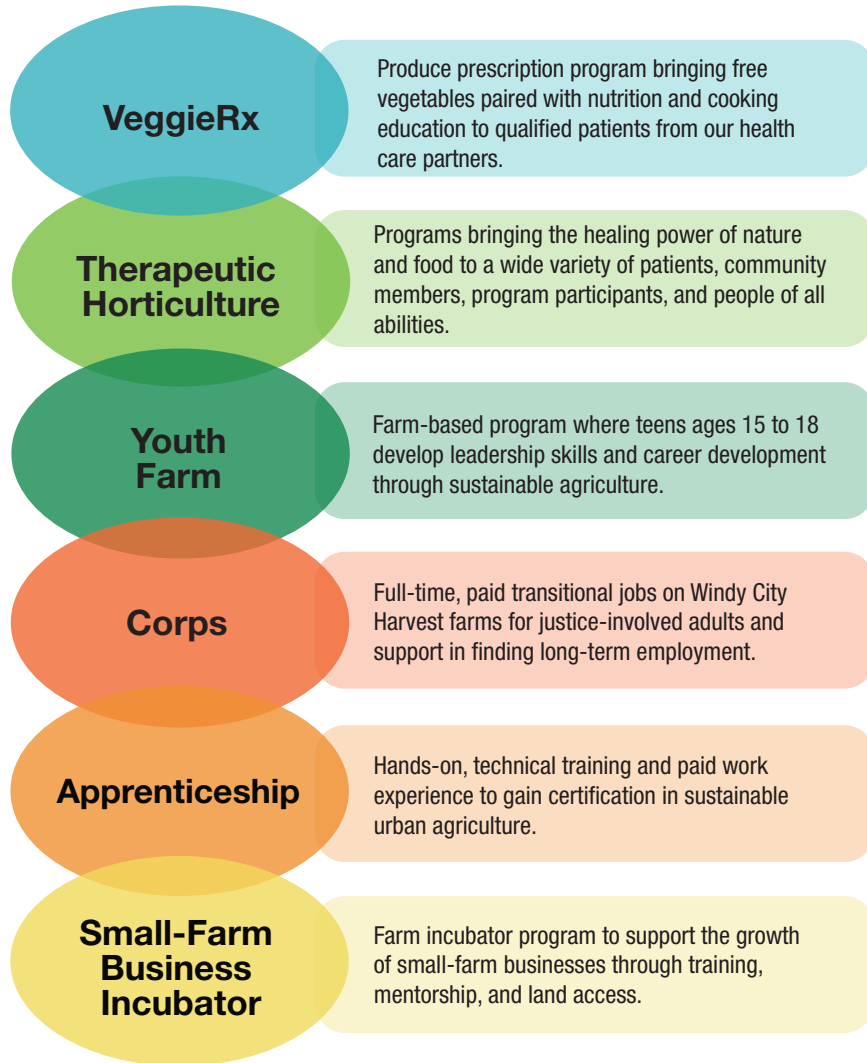 VeggieRx
Produce prescription program bringing free
vegetables paired with nutrition and cooking
education to qualified patients from our health
care partners.
Therapeutic
Horticulture
Programs bringing the healing power of nature
and food to a wide variety of patients, community
members, program participants, and people of all
abilities.
Youth
Farm
Farm-based program where teens ages 15 to 18
develop leadership skills and career development
through sustainable agriculture.
Corps
Full-time, paid transitional jobs on Windy City
Harvest farms for justice-involved adults and
support in finding long-term employment.
Apprenticeship
Hands-on, technical training and paid work
experience to gain certification in sustainable
urban agriculture.
Small-Farm
Business
Incubator
Farm incubator program to support the growth
of small-farm businesses through training,
mentorship, and land access.